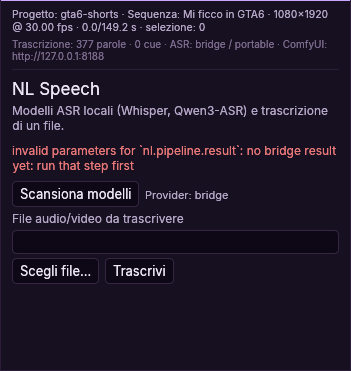 Progetto: gta6-shorts · Sequenza: Mi ficco in GTA6 · 1080×1920
@ 30.00 fps · 0.0/149.2 s · selezione: 0
Trascrizione: 377 parole · 0 cue · ASR: bridge / portable · ComfyUI:
http://127.0.0.1:8188
NL Speech
Modelli ASR locali (Whisper, Qwen3-ASR) e trascrizione
di un file.
invalid parameters for `nl.pipeline.result`: no bridge result
yet: run that step first
Scansiona modelli Provider: bridge
File audio/video da trascrivere
Scegli file... Trascrivi